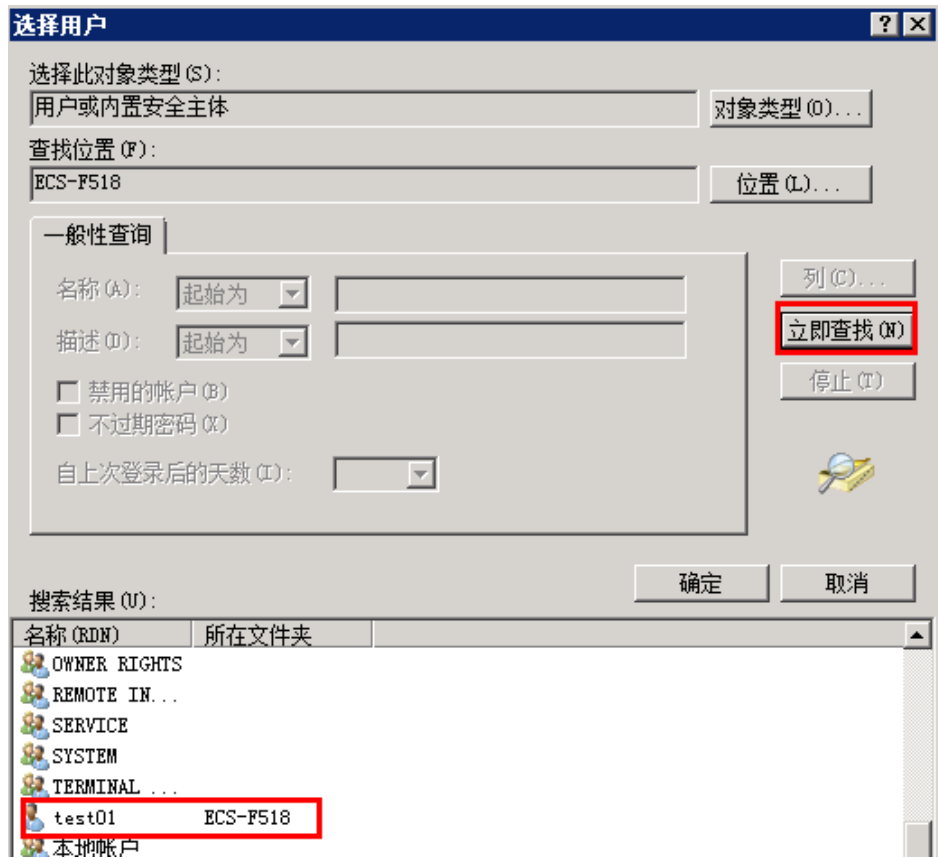 选择用户
选择此对象类型(S):
用户或内置安全主体 对象类型(O)...
查找位置(F):
ECS-F518 位置(L)...
一般性查询
名称(A): 起始为
列(C)...
描述(D): 起始为
立即查找(N)
禁用的帐户(B)
停止(T)
不过期密码(X)
自上次登录后的天数(I):
确定 取消
搜索结果(U):
名称(RDN) 所在文件夹
OWNER RIGHTS
REMOTE IN...
SERVICE
SYSTEM
TERMINAL ...
test01 ECS-F518
本地帐户